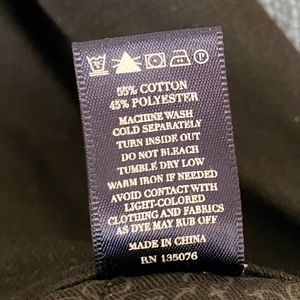 55% COTTON
45% POLYESTER
MACHINE WASH
COLD SEPARATELY
TURN INSIDE OUT
DO NOT BLEACH
TUMBLE DRY LOW
WARM IRON IF NEEDED
AVOID CONTACT WITH
LIGHT-COLORED
CLOTHING AND FABRICS
AS DYE MAY RUB OFF
MADE IN CHINA
RN 135076